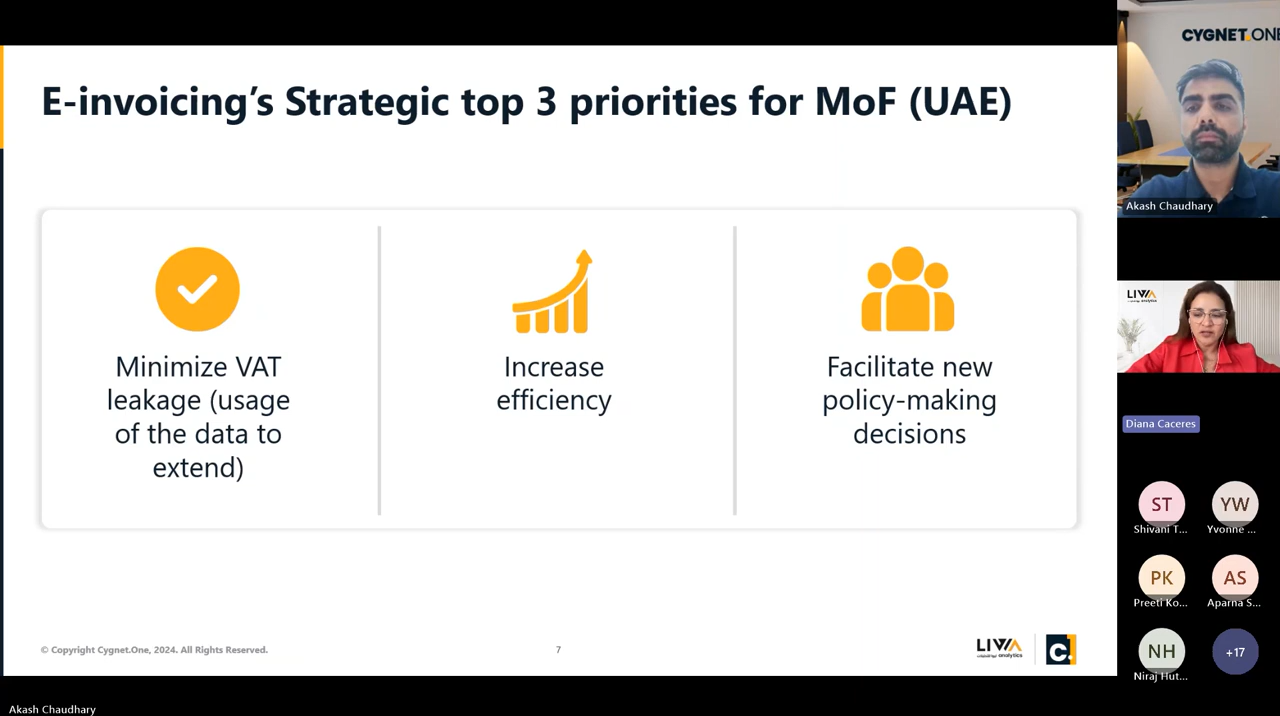 E-invoicing's Strategic top 3 priorities for MoF (UAE)
Minimize VAT
leakage (usage
of the data to
extend)
Increase
efficiency
Facilitate new
policy-making
decisions
© Copyright Cygnet.One, 2024. All Rights Reserved.
7
LIWA
analytics
C.
CYGNET.ONE
Akash Chaudhary
LIWA
analytics
Diana Caceres
ST
Shivani T...
YW
Yvonne ...
PK
Preeti Ko...
AS
Aparna S...
NH
Niraj Hut...
+17
Akash Chaudhary